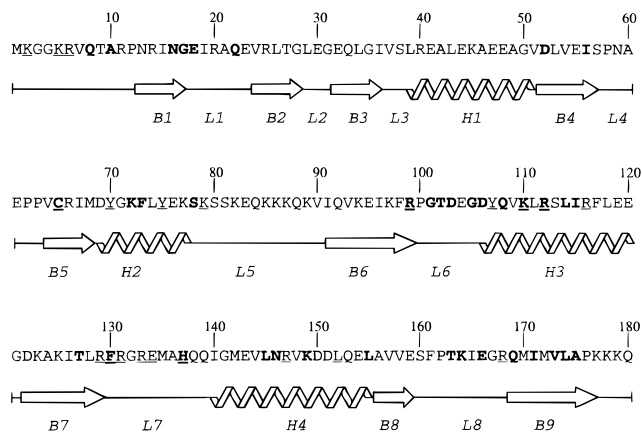 10 20 30 40 50 60
MKGGKRVQTARPNRINGEIRAQEVRLTGLEGEQLGIVSLREALEKAEEAGVDLVEISPNA
B1 L1 B2 L2 B3 L3 H1 B4 L4
70 80 90 100 110 120
EPPVCRIMDYGKFLYEKSKSSKEQKKKQKVIQVKEIKFRPGTDEGDYQVKLRSLIRFLEE
B5 H2 L5 B6 L6 H3
130 140 150 160 170 180
GDKAKITLRFRGREMAHQQIGMEVLNRVKDDLQELAVVESFPTKIEGRQMIMVLAPKKKQ
B7 L7 H4 B8 L8 B9